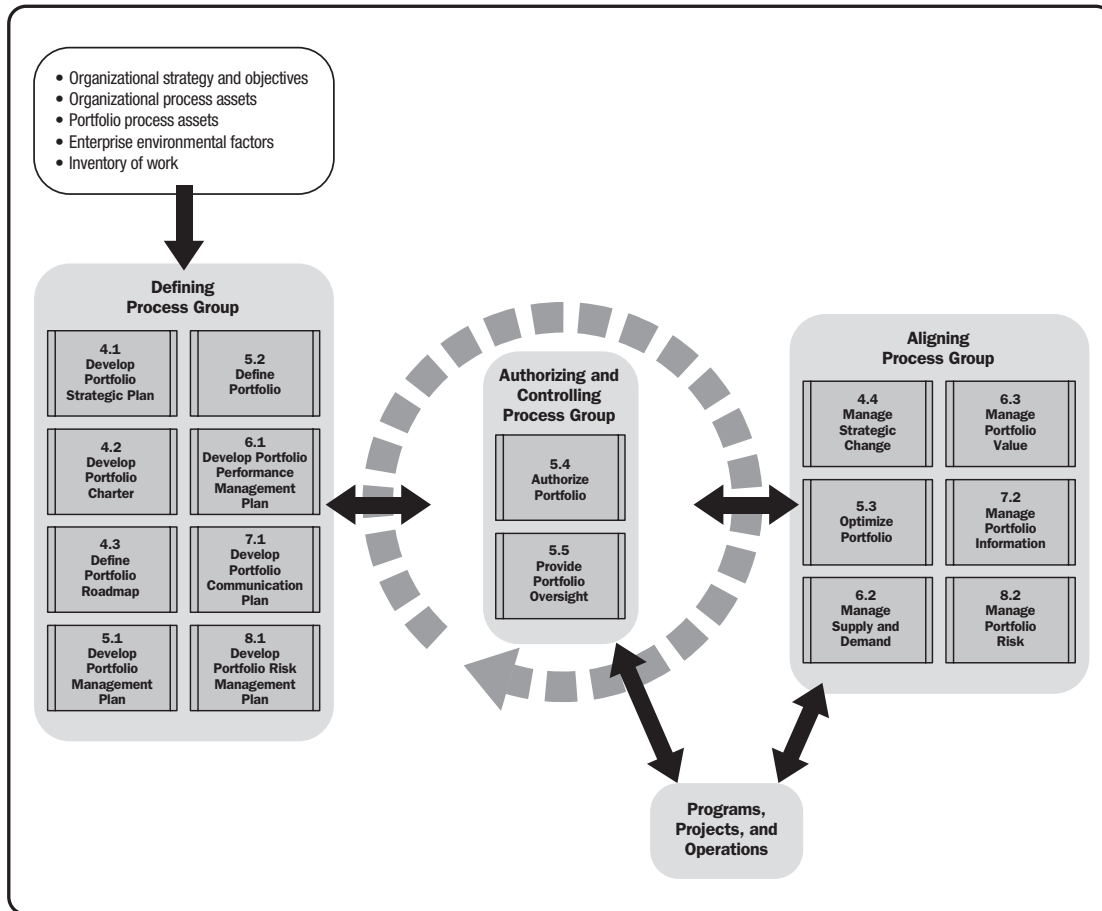 • Organizational strategy and objectives
• Organizational process assets
• Portfolio process assets
• Enterprise environmental factors
• Inventory of work
Defining
Process Group
4.1
Develop
Portfolio
Strategic Plan
5.2
Define
Portfolio
4.2
Develop
Portfolio
Charter
6.1
Develop Portfolio
Performance
Management
Plan
4.3
Define
Portfolio
Roadmap
7.1
Develop
Portfolio
Communication
Plan
5.1
Develop
Portfolio
Management
Plan
8.1
Develop
Portfolio Risk
Management
Plan
Authorizing and
Controlling
Process Group
5.4
Authorize
Portfolio
5.5
Provide
Portfolio
Oversight
Aligning
Process Group
4.4
Manage
Strategic
Change
6.3
Manage
Portfolio
Value
5.3
Optimize
Portfolio
7.2
Manage
Portfolio
Information
6.2
Manage
Supply and
Demand
8.2
Manage
Portfolio
Risk
Programs,
Projects, and
Operations